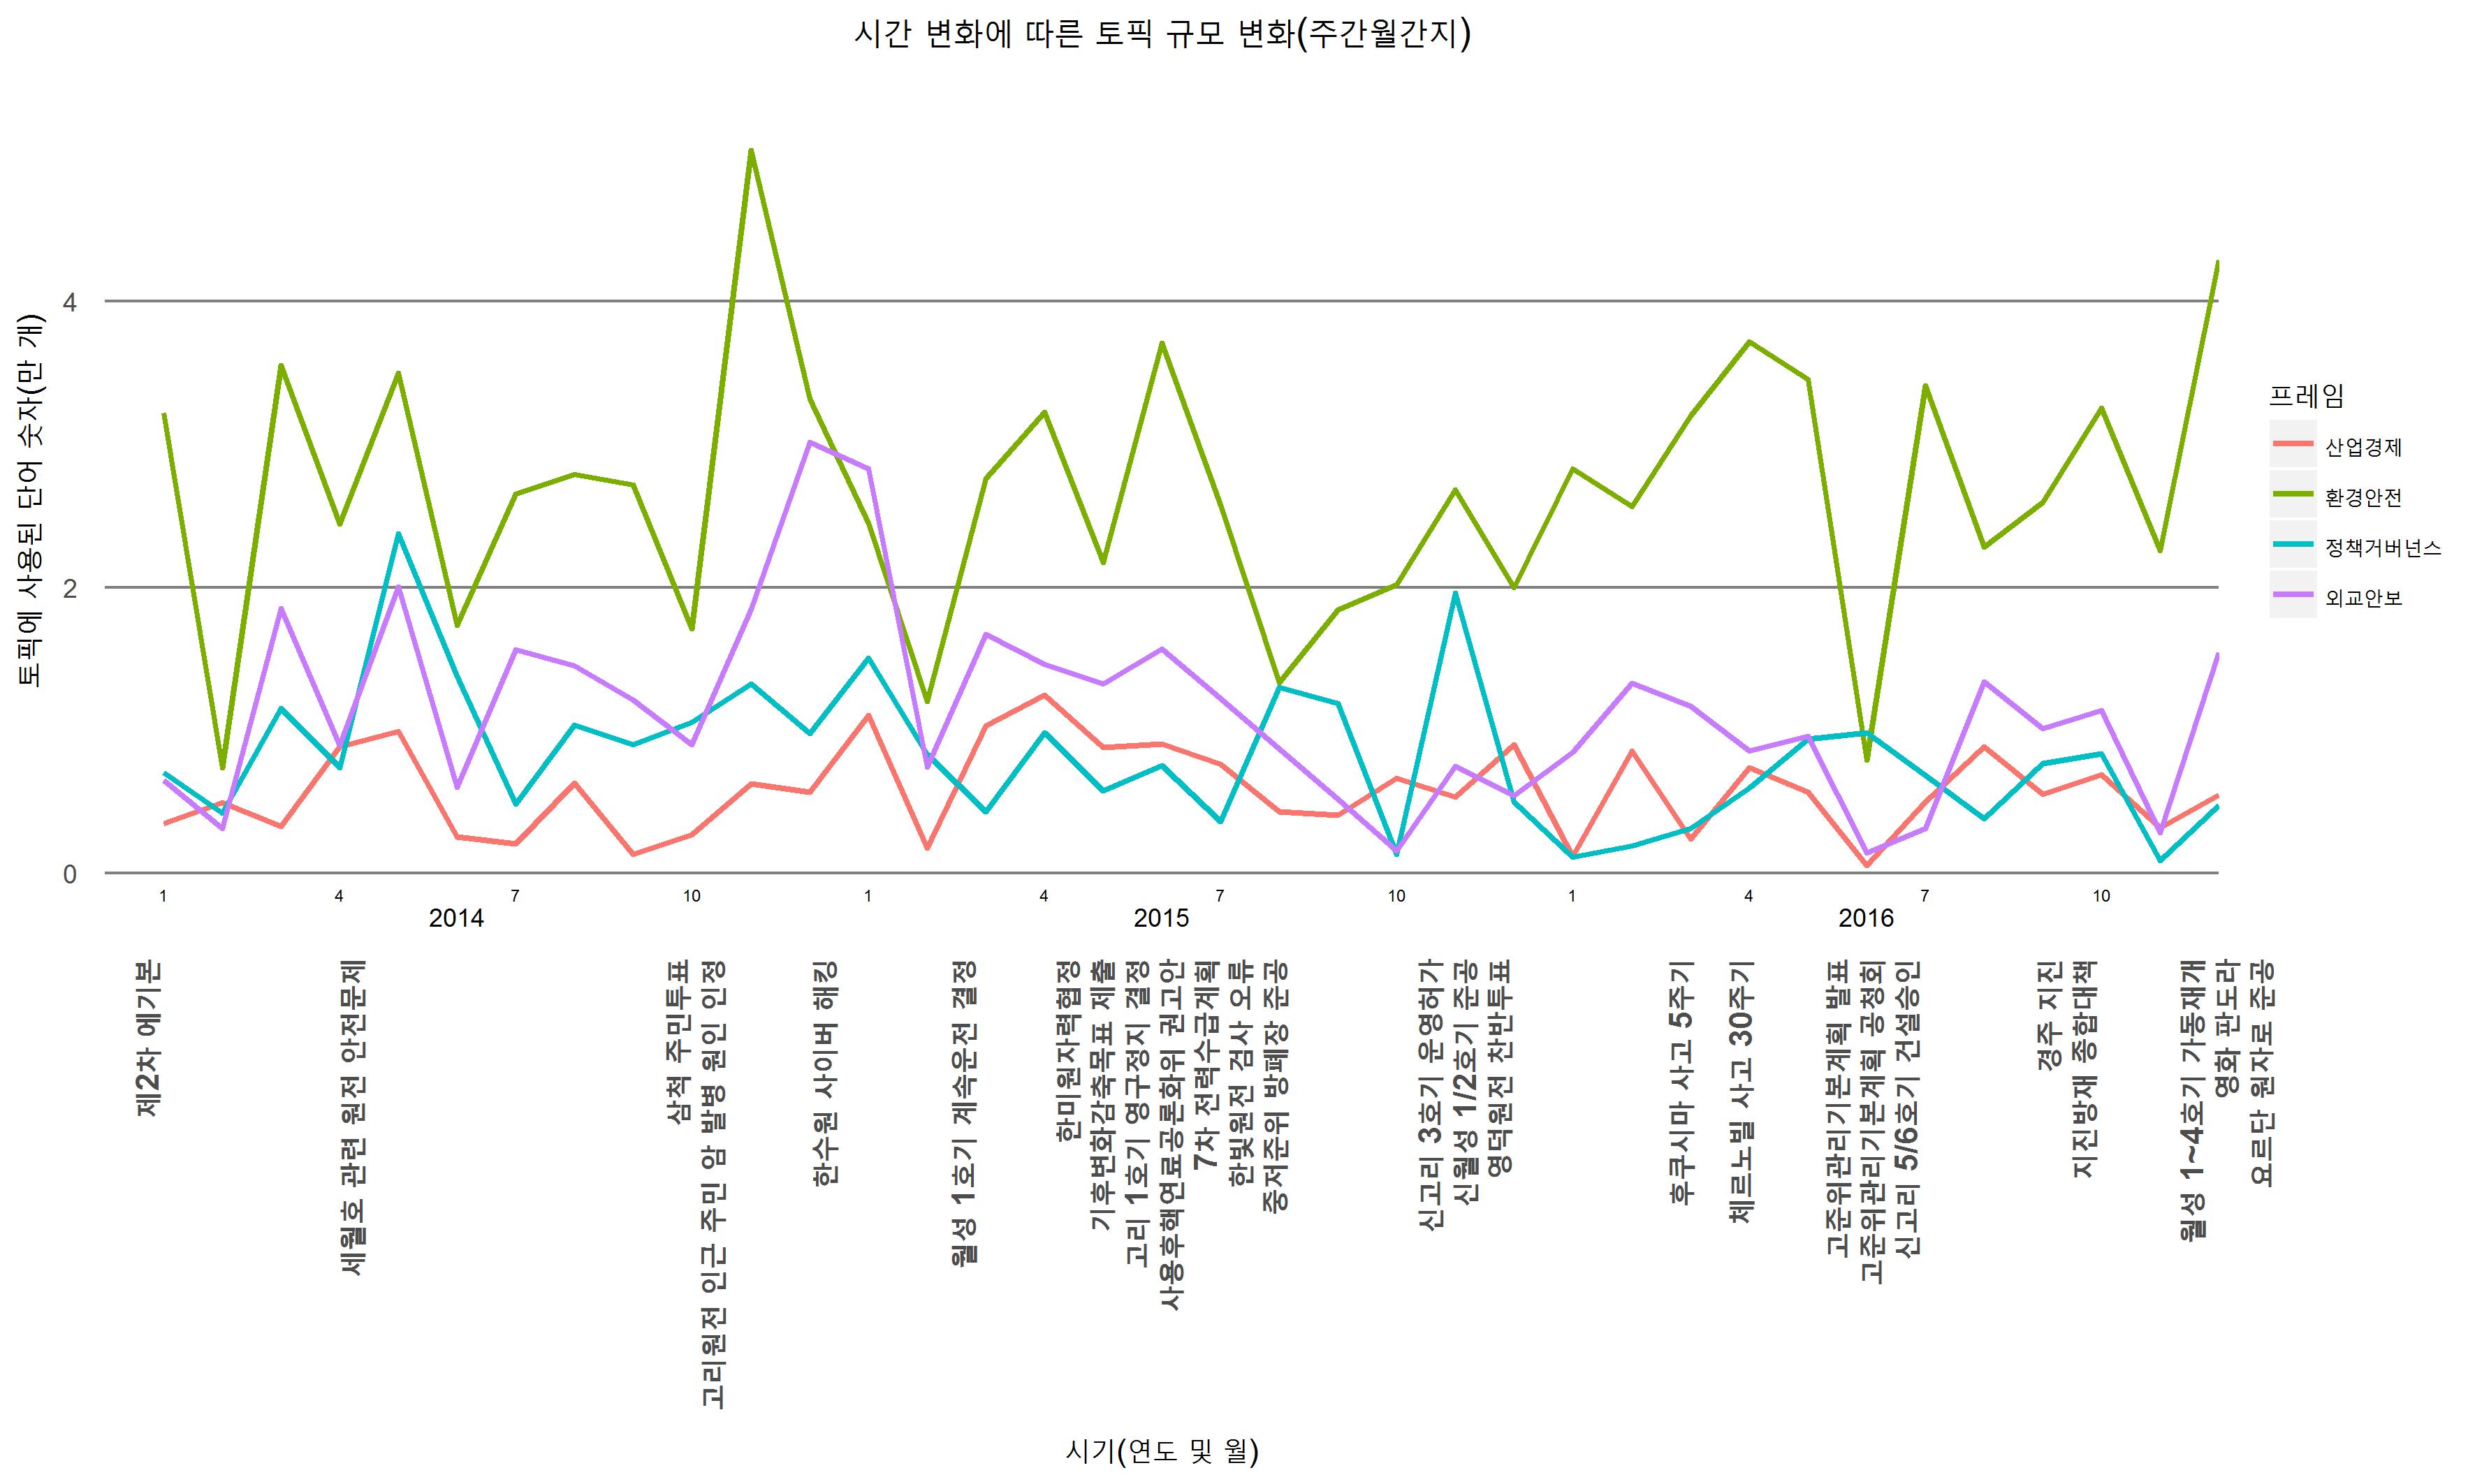 시간 변화에 따른 토픽 규모 변화(주간월간지)
토픽에 사용된 단어 숫자(만 개)
4
2
0
프레임
산업경제
환경안전
정책거버넌스
외교안보
1 4 7 10 1 4 7 10 1 4 7 10
2014 2015 2016
제2차 에기본
세월호 관련 원전 안전문제
삼척 주민투표
고리원전 인근 주민 암 발병 원인 인정
한수원 사이버 해킹
월성 1호기 계속운전 결정
한미원자력협정
기후변화감축목표 제출
고리 1호기 영구정지 결정
사용후핵연료공론화위 권고안
7차 전력수급계획
한빛원전 검사 오류
중저준위 방폐장 준공
신고리 3호기 운영허가
신월성 1/2호기 준공
영덕원전 찬반투표
후쿠시마 사고 5주기
체르노빌 사고 30주기
고준위관리기본계획 발표
고준위관리기본계획 공청회
신고리 5/6호기 건설승인
경주 지진
지진방재 종합대책
월성 1~4호기 가동재개
영화 판도라
요르단 원자로 준공
시기(연도 및 월)